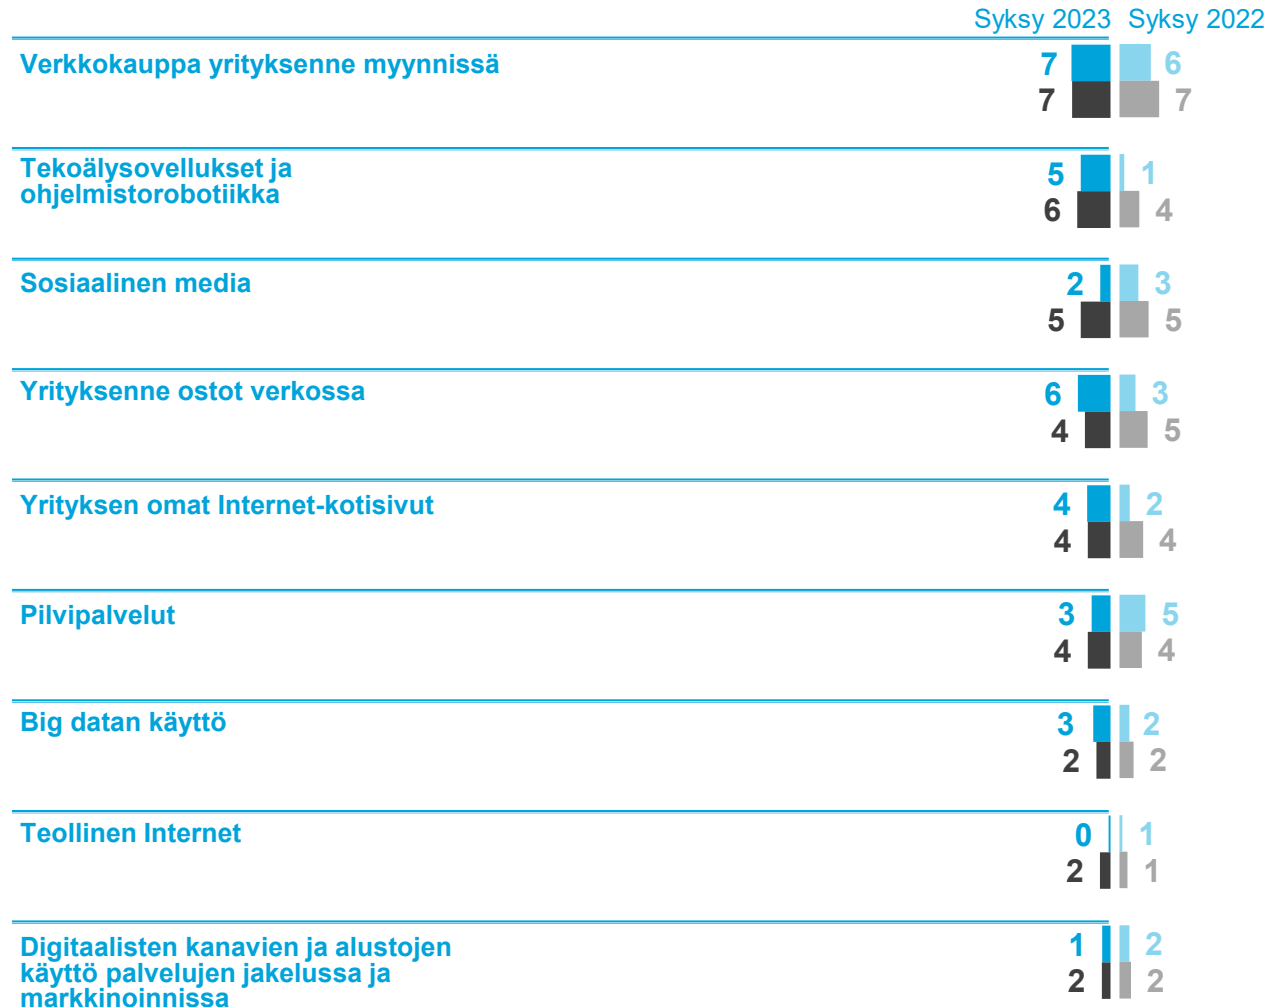 Syksy 2023 Syksy 2022
Verkkokauppa yrityksenne myynnissä
7 6
7 7
Tekoälysovellukset ja
ohjelmistorobotiikka
5 1
6 4
Sosiaalinen media
2 3
5 5
Yrityksenne ostot verkossa
6 3
4 5
Yrityksen omat Internet-kotisivut
4 2
4 4
Pilvipalvelut
3 5
4 4
Big datan käyttö
3 2
2 2
Teollinen Internet
0 1
2 1
Digitaalisten kanavien ja alustojen
käyttö palvelujen jakelussa ja
markkinoinnissa
1 2
2 2